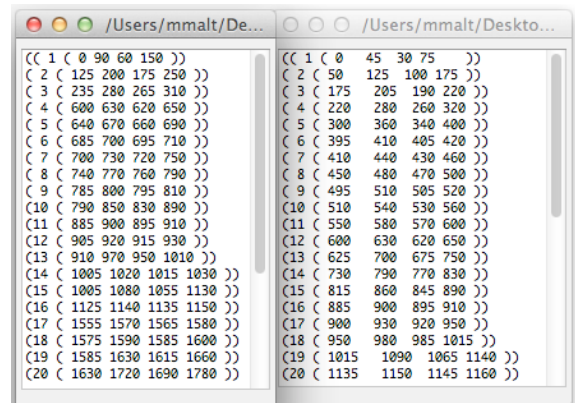 /Users/mmalt/De...
(( 1 ( 0 90 60 150 ))
( 2 ( 125 200 175 250 ))
( 3 ( 235 280 265 310 ))
( 4 ( 600 630 620 650 ))
( 5 ( 640 670 660 690 ))
( 6 ( 685 700 695 710 ))
( 7 ( 700 730 720 750 ))
( 8 ( 740 770 760 790 ))
( 9 ( 785 800 795 810 ))
(10 ( 790 850 830 890 ))
(11 ( 885 900 895 910 ))
(12 ( 905 920 915 930 ))
(13 ( 910 970 950 1010 ))
(14 ( 1005 1020 1015 1030 ))
(15 ( 1005 1080 1055 1130 ))
(16 ( 1125 1140 1135 1150 ))
(17 ( 1555 1570 1565 1580 ))
(18 ( 1575 1590 1585 1600 ))
(19 ( 1585 1630 1615 1660 ))
(20 ( 1630 1720 1690 1780 ))
/Users/mmalt/Deskto...
(( 1 ( 0 45 30 75 ))
( 2 ( 50 125 100 175 ))
( 3 ( 175 205 190 220 ))
( 4 ( 220 280 260 320 ))
( 5 ( 300 360 340 400 ))
( 6 ( 395 410 405 420 ))
( 7 ( 410 440 430 460 ))
( 8 ( 450 480 470 500 ))
( 9 ( 495 510 505 520 ))
(10 ( 510 540 530 560 ))
(11 ( 550 580 570 600 ))
(12 ( 600 630 620 650 ))
(13 ( 625 700 675 750 ))
(14 ( 730 790 770 830 ))
(15 ( 815 860 845 890 ))
(16 ( 885 900 895 910 ))
(17 ( 900 930 920 950 ))
(18 ( 950 980 985 1015 ))
(19 ( 1015 1090 1065 1140 ))
(20 ( 1135 1150 1145 1160 ))